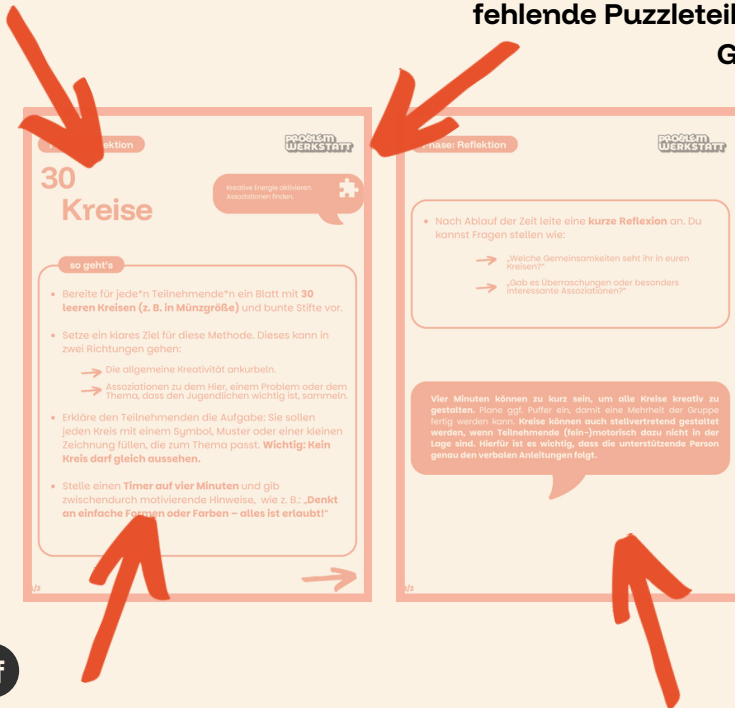 fehlende Puzzleteil
G
ektion
PROBLEM
WERKSTATT
30
Kreise
Kreative Energie aktivieren.
Assoziationen finden.
so geht's
• Bereite für jede*n Teilnehmende*n ein Blatt mit 30
leeren Kreisen (z. B. in Münzgröße) und bunte Stifte vor.
• Setze ein klares Ziel für diese Methode. Dieses kann in
zwei Richtungen gehen:
Die allgemeine Kreativität ankurbeln.
Assoziationen zu dem Hier, einem Problem oder dem
Thema, dass den Jugendlichen wichtig ist, sammeln.
• Erkläre den Teilnehmenden die Aufgabe: Sie sollen
jeden Kreis mit einem Symbol, Muster oder einer kleinen
Zeichnung füllen, die zum Thema passt. Wichtig: Kein
Kreis darf gleich aussehen.
• Stelle einen Timer auf vier Minuten und gib
zwischendurch motivierende Hinweise, wie z. B.: „Denkt
an einfache Formen oder Farben – alles ist erlaubt!"
/2
Phase: Reflektion
PROBLEM
WERKSTATT
• Nach Ablauf der Zeit leite eine kurze Reflexion an. Du
kannst Fragen stellen wie:
„Welche Gemeinsamkeiten seht ihr in euren
Kreisen?"
„Gab es Überraschungen oder besonders
interessante Assoziationen?"
Vier Minuten können zu kurz sein, um alle Kreise kreativ zu
gestalten. Plane ggf. Puffer ein, damit eine Mehrheit der Gruppe
fertig werden kann. Kreise können auch stellvertretend gestaltet
werden, wenn Teilnehmende (fein-)motorisch dazu nicht in der
Lage sind. Hierfür ist es wichtig, dass die unterstützende Person
genau den verbalen Anleitungen folgt.
/2
f